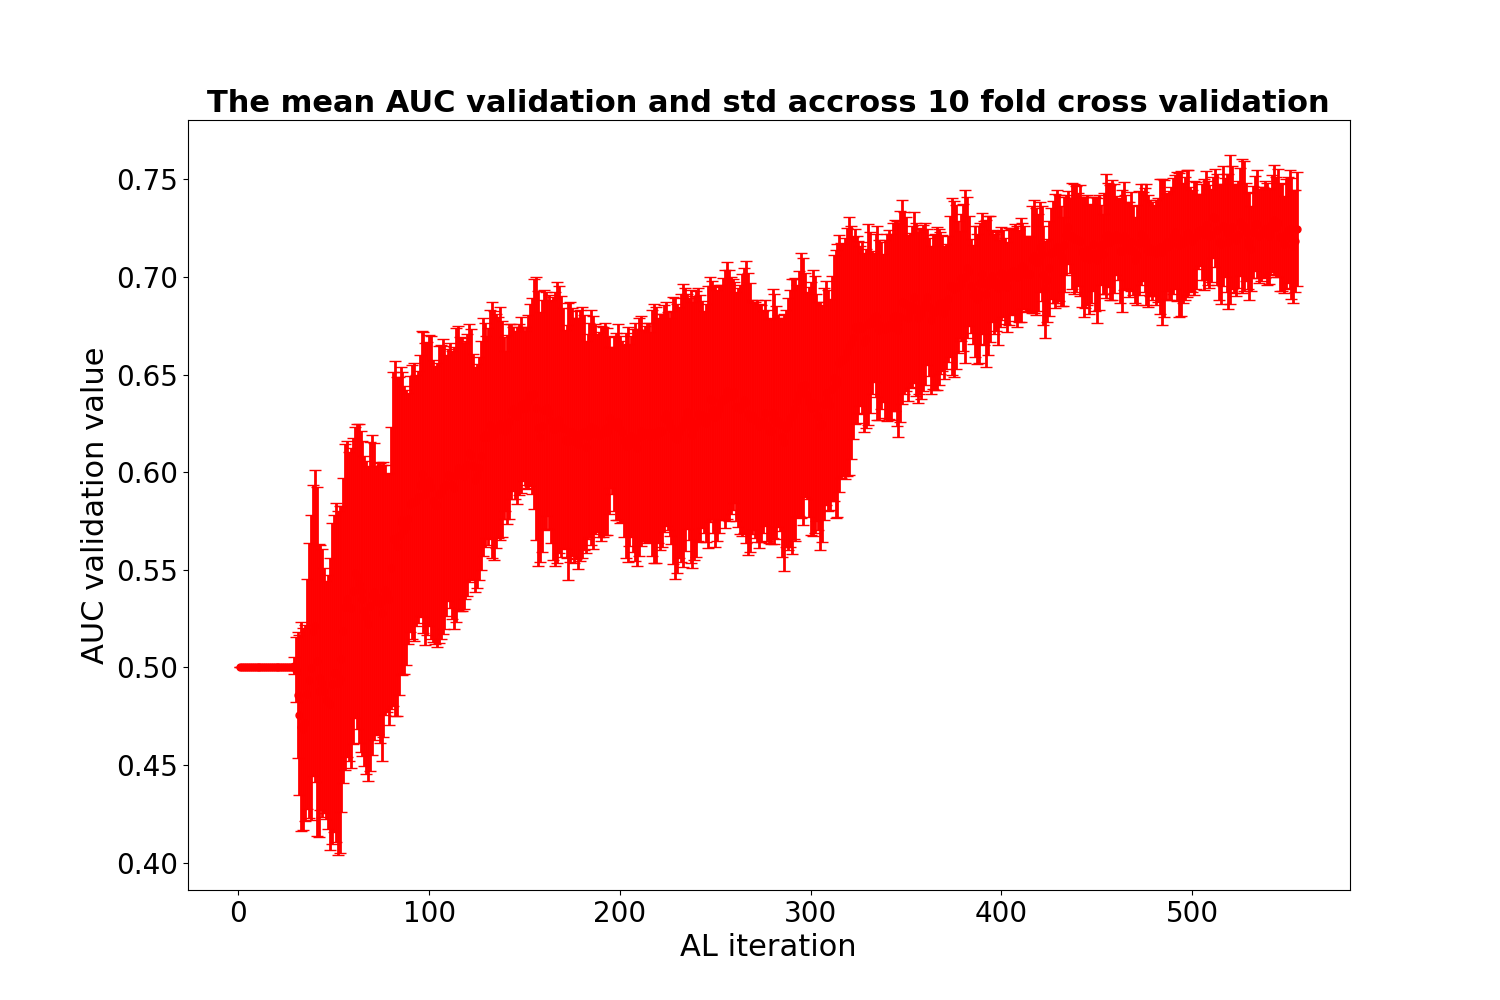 The mean AUC validation and std accross 10 fold cross validation
0.75
0.70
0.65
0.60
0.55
0.50
0.45
0.40
AUC validation value
0 100 200 300 400 500
AL iteration